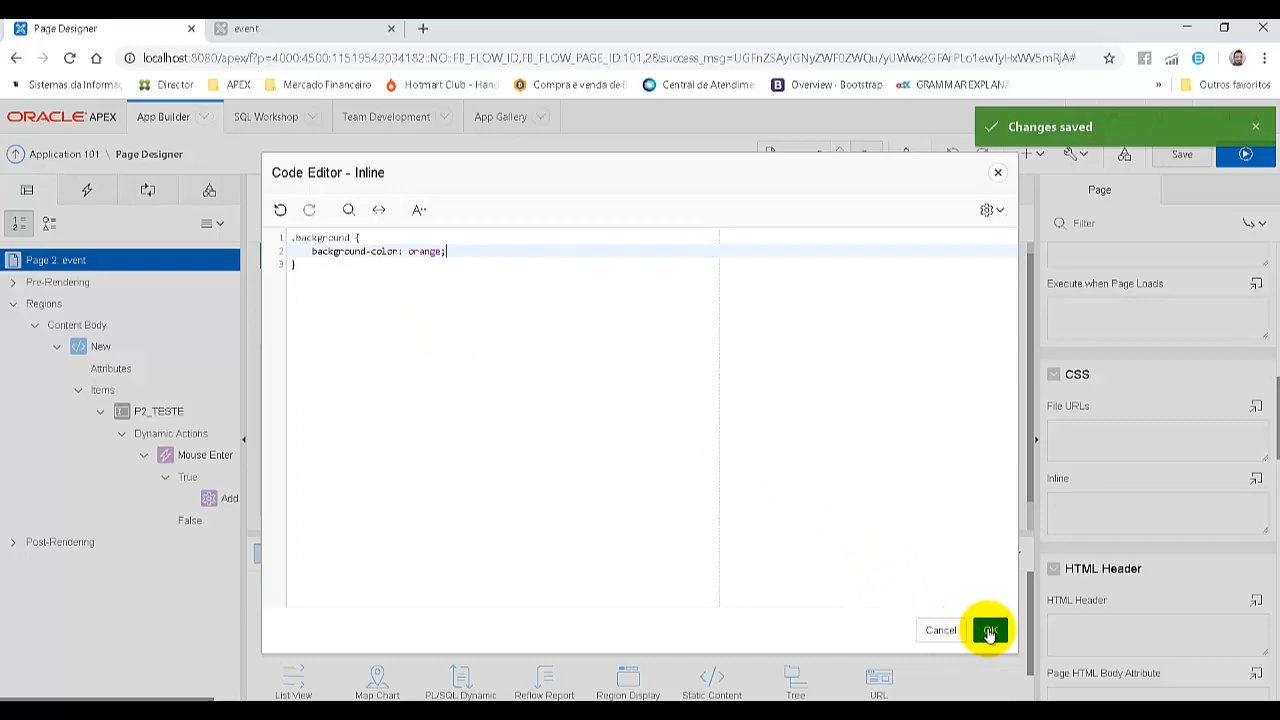 Page Designer
event
localhost:8080/apex/f?p=4000:4500:11519543034182::NO::FB_FLOW_ID,FB_FLOW_PAGE_ID:101,2&success_msg=
Sistemas da Informaç
Director
APEX
Mercado Financeiro
Hotmart Club - Hand
Compra e venda de B
Central de Atendimen
Overview · Bootstrap
GRAMMAR EXPLANA
»
Outros favoritos
ORACLE APEX
App Builder
SQL Workshop
Team Development
App Gallery
Changes saved
Application 101
Page Designer
Save
Code Editor - Inline
Page
Filter
1 .background {
2 background-color: orange;
3 }
Page 2: event
Pre-Rendering
Execute when Page Loads
Regions
Content Body
New
Attributes
CSS
Items
File URLs
P2_TESTE
Dynamic Actions
Mouse Enter
True
Inline
Add
False
Post-Rendering
HTML Header
HTML Header
Cancel
OK
Page HTML Body Attribute
List View
Map Chart
PL/SQL Dynamic
Reflow Report
Region Display
Static Content
Tree
URL